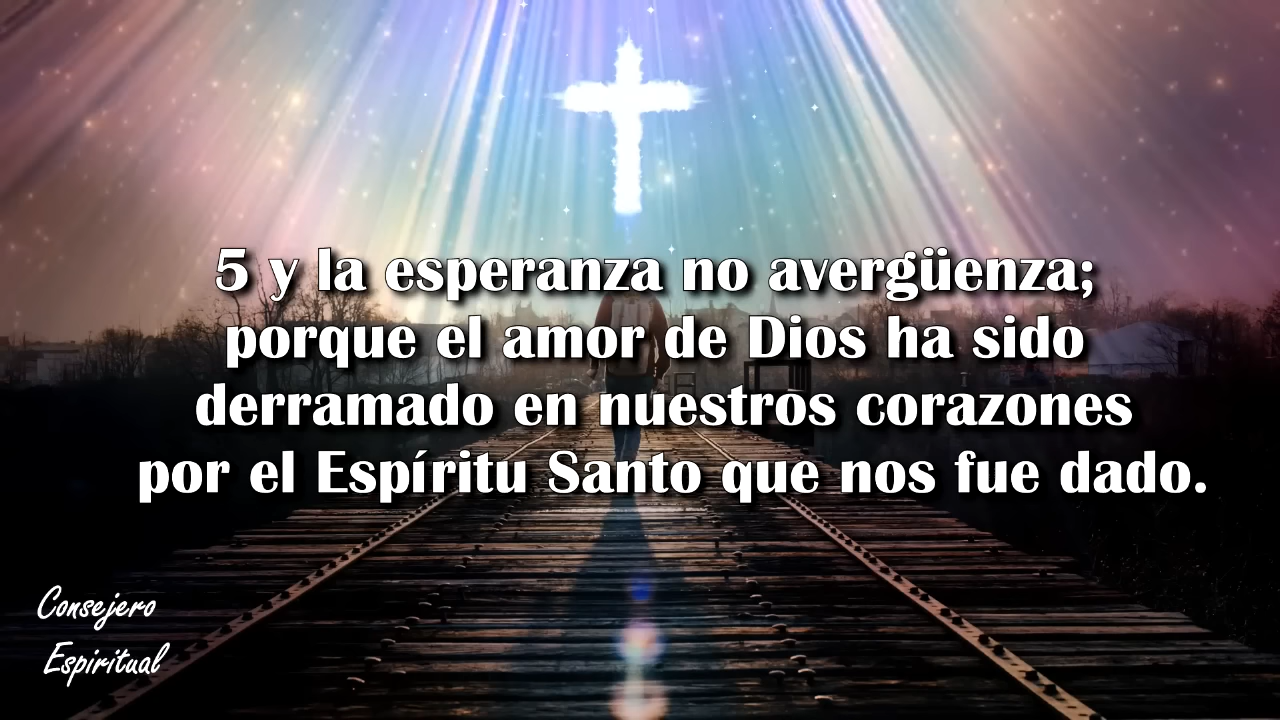 5 y la esperanza no avergüenza;
porque el amor de Dios ha sido
derramado en nuestros corazones
por el Espíritu Santo que nos fue dado.
Consejero
Espiritual